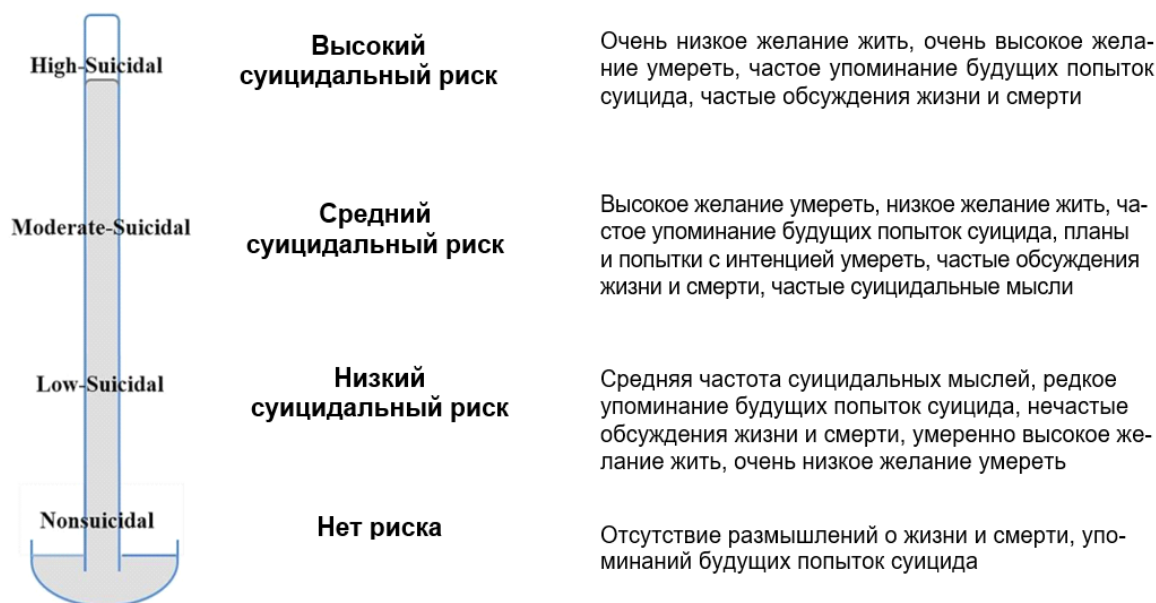 High-Suicidal
Высокий
суицидальный риск
Очень низкое желание жить, очень высокое жела-
ние умереть, частое упоминание будущих попыток
суицида, частые обсуждения жизни и смерти
Moderate-Suicidal
Средний
суицидальный риск
Высокое желание умереть, низкое желание жить, ча-
стое упоминание будущих попыток суицида, планы
и попытки с интенцией умереть, частые обсуждения
жизни и смерти, частые суицидальные мысли
Low-Suicidal
Низкий
суицидальный риск
Средняя частота суицидальных мыслей, редкое
упоминание будущих попыток суицида, нечастые
обсуждения жизни и смерти, умеренно высокое же-
лание жить, очень низкое желание умереть
Nonsuicidal
Нет риска
Отсутствие размышлений о жизни и смерти, упо-
минаний будущих попыток суицида